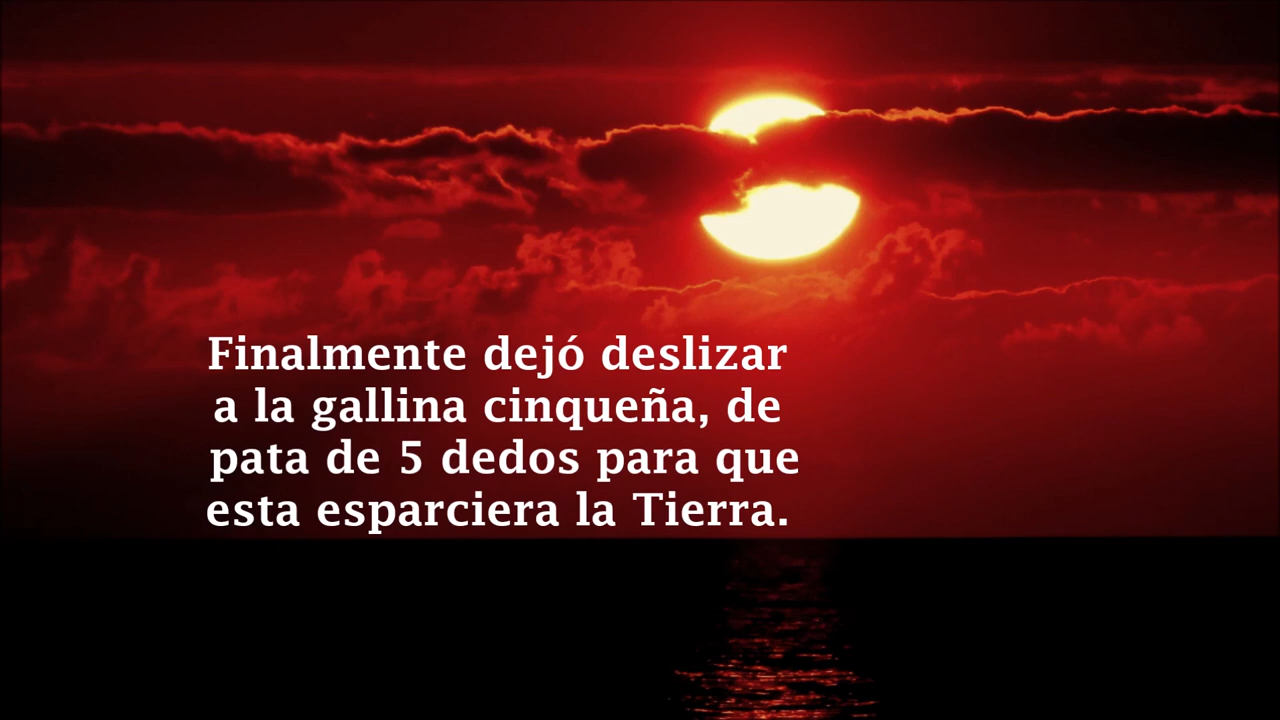 Finalmente dejó deslizar
a la gallina cinqueña, de
pata de 5 dedos para que
esta esparciera la Tierra.